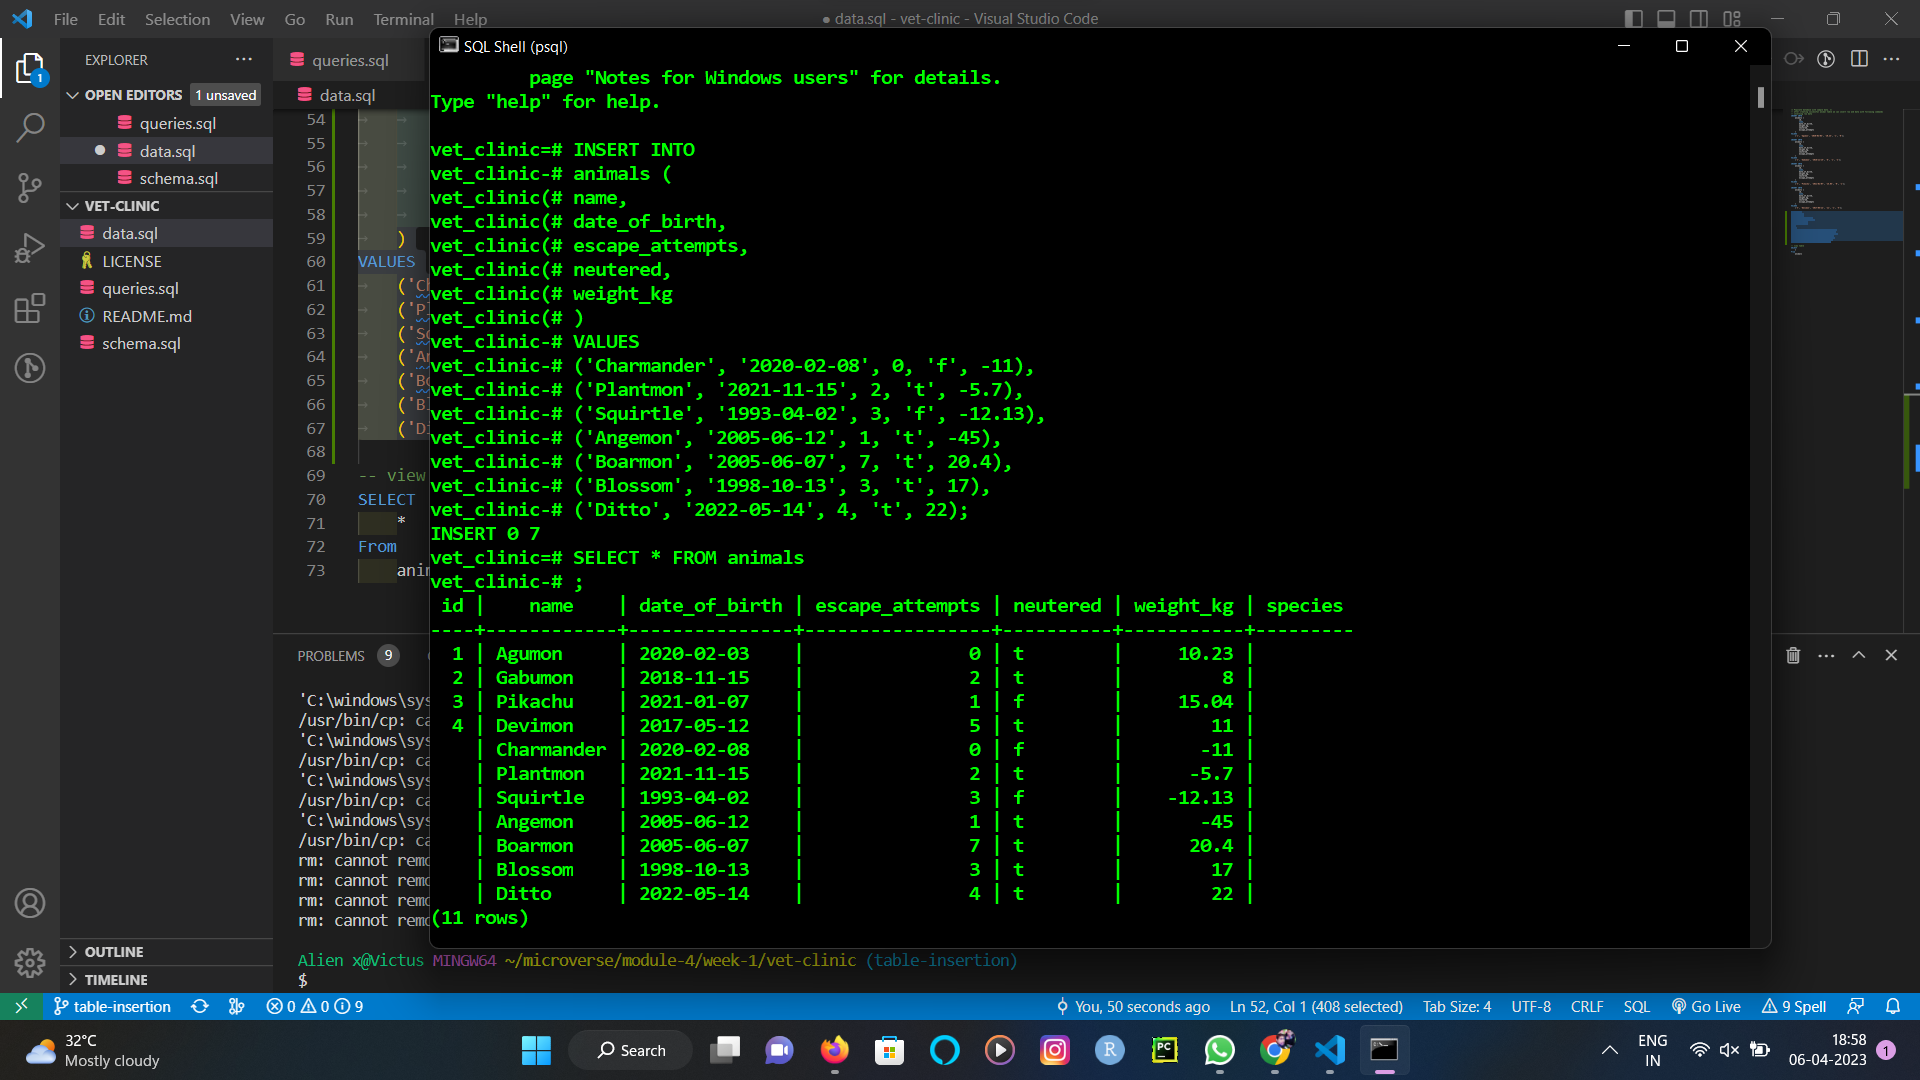 File Edit Selection View Go Run Terminal Help
● data.sql - vet-clinic - Visual Studio Code
EXPLORER
OPEN EDITORS 1 unsaved
queries.sql
data.sql
schema.sql
VET-CLINIC
data.sql
LICENSE
queries.sql
README.md
schema.sql
OUTLINE
TIMELINE
1
queries.sql
data.sql
54
55
56
57
58
59 )
60 VALUES
61 ('Ch
62 ('Pl
63 ('Sq
64 ('An
65 ('Bo
66 ('Bl
67 ('Di
68
69 -- view
70 SELECT
71 *
72 From
73 anim
SQL Shell (psql)
page "Notes for Windows users" for details.
Type "help" for help.
vet_clinic=# INSERT INTO
vet_clinic-# animals (
vet_clinic(# name,
vet_clinic(# date_of_birth,
vet_clinic(# escape_attempts,
vet_clinic(# neutered,
vet_clinic(# weight_kg
vet_clinic(# )
vet_clinic-# VALUES
vet_clinic-# ('Charmander', '2020-02-08', 0, 'f', -11),
vet_clinic-# ('Plantmon', '2021-11-15', 2, 't', -5.7),
vet_clinic-# ('Squirtle', '1993-04-02', 3, 'f', -12.13),
vet_clinic-# ('Angemon', '2005-06-12', 1, 't', -45),
vet_clinic-# ('Boarmon', '2005-06-07', 7, 't', 20.4),
vet_clinic-# ('Blossom', '1998-10-13', 3, 't', 17),
vet_clinic-# ('Ditto', '2022-05-14', 4, 't', 22);
INSERT 0 7
vet_clinic=# SELECT * FROM animals
vet_clinic-# ;
id | name | date_of_birth | escape_attempts | neutered | weight_kg | species
----+------------+---------------+-----------------+----------+-----------+---------
1 | Agumon | 2020-02-03 | 0 | t | 10.23 |
2 | Gabumon | 2018-11-15 | 2 | t | 8 |
3 | Pikachu | 2021-01-07 | 1 | f | 15.04 |
4 | Devimon | 2017-05-12 | 5 | t | 11 |
| Charmander | 2020-02-08 | 0 | f | -11 |
| Plantmon | 2021-11-15 | 2 | t | -5.7 |
| Squirtle | 1993-04-02 | 3 | f | -12.13 |
| Angemon | 2005-06-12 | 1 | t | -45 |
| Boarmon | 2005-06-07 | 7 | t | 20.4 |
| Blossom | 1998-10-13 | 3 | t | 17 |
| Ditto | 2022-05-14 | 4 | t | 22 |
(11 rows)
PROBLEMS 9
'C:\windows\sys
/usr/bin/cp: ca
'C:\windows\sys
/usr/bin/cp: ca
'C:\windows\sys
/usr/bin/cp: ca
'C:\windows\sys
/usr/bin/cp: ca
rm: cannot remo
rm: cannot remo
rm: cannot remo
rm: cannot remo
Alien x@Victus MINGW64 ~/microverse/module-4/week-1/vet-clinic (table-insertion)
$
table-insertion 0 0 9 You, 50 seconds ago Ln 52, Col 1 (408 selected) Tab Size: 4 UTF-8 CRLF SQL Go Live 9 Spell
32°C
Mostly cloudy
Search
R
PC
ENG
IN
18:58
06-04-2023
1